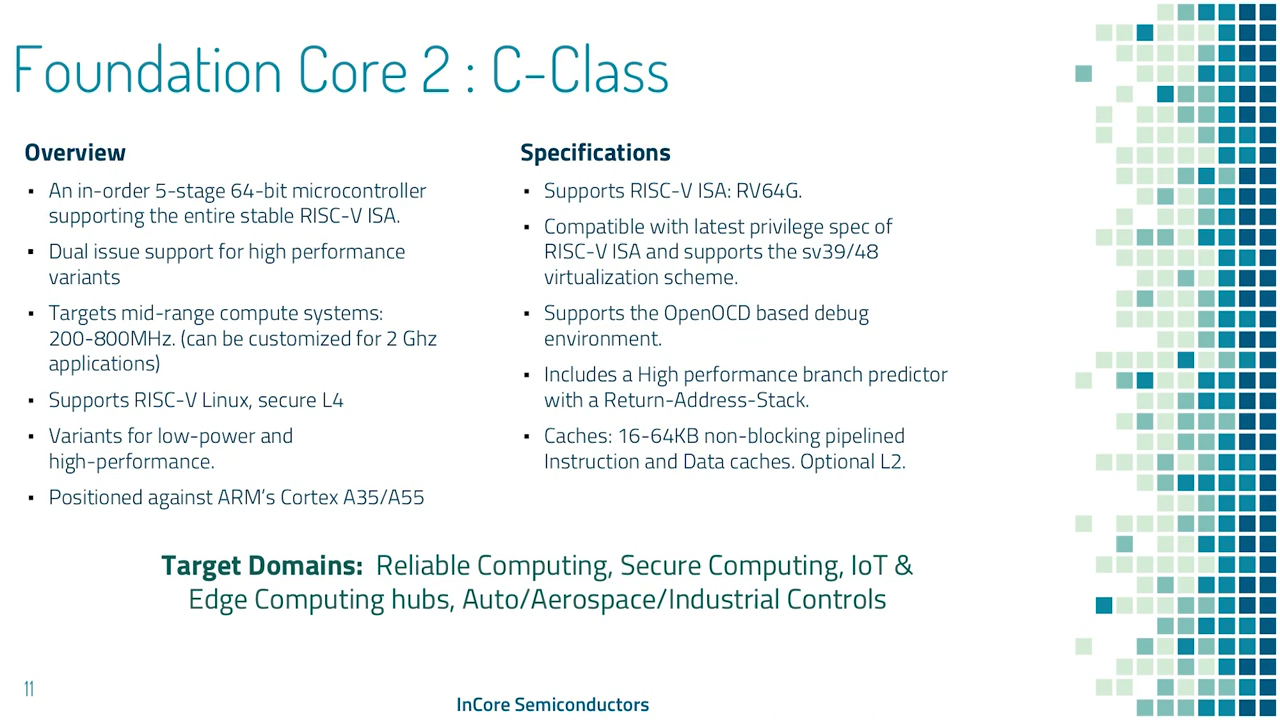 Foundation Core 2 : C-Class
Overview
▪ An in-order 5-stage 64-bit microcontroller
supporting the entire stable RISC-V ISA.
▪ Dual issue support for high performance
variants
▪ Targets mid-range compute systems:
200-800MHz. (can be customized for 2 Ghz
applications)
▪ Supports RISC-V Linux, secure L4
▪ Variants for low-power and
high-performance.
▪ Positioned against ARM's Cortex A35/A55
Specifications
▪ Supports RISC-V ISA: RV64G.
▪ Compatible with latest privilege spec of
RISC-V ISA and supports the sv39/48
virtualization scheme.
▪ Supports the OpenOCD based debug
environment.
▪ Includes a High performance branch predictor
with a Return-Address-Stack.
▪ Caches: 16-64KB non-blocking pipelined
Instruction and Data caches. Optional L2.
Target Domains: Reliable Computing, Secure Computing, IoT &
Edge Computing hubs, Auto/Aerospace/Industrial Controls
11
InCore Semiconductors